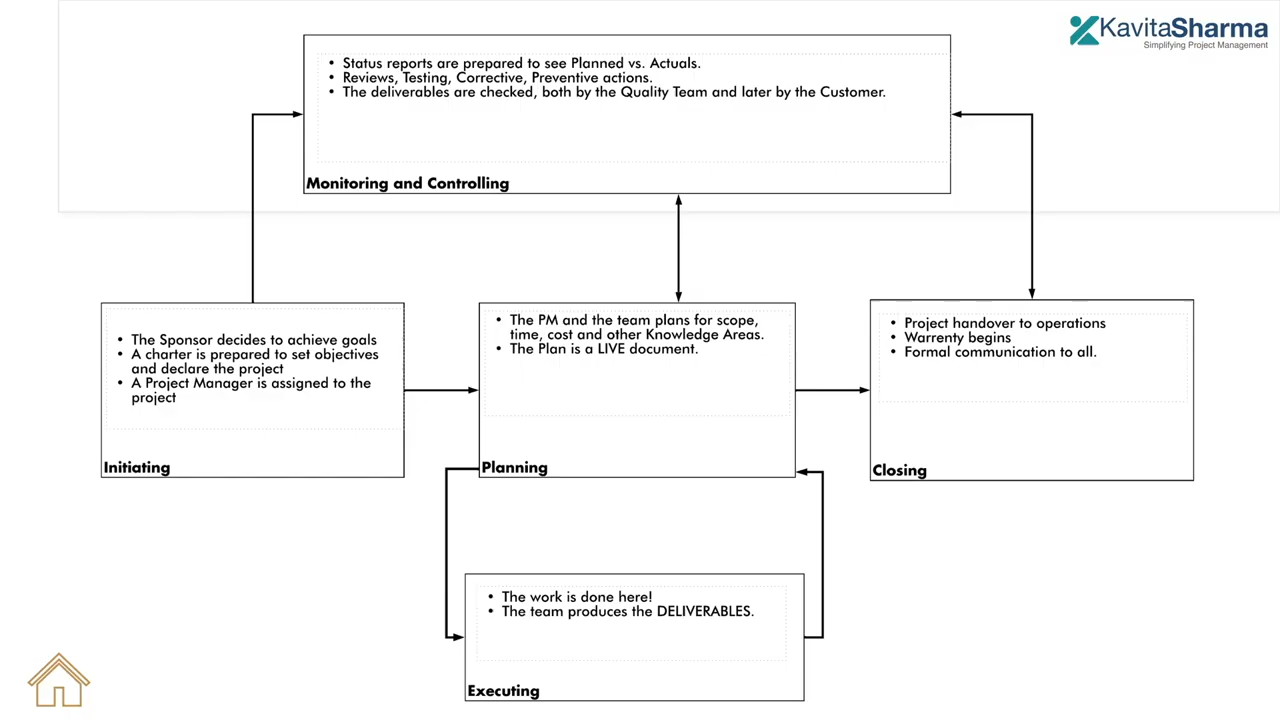 KavitaSharma
Simplifying Project Management
• Status reports are prepared to see Planned vs. Actuals.
• Reviews, Testing, Corrective, Preventive actions.
• The deliverables are checked, both by the Quality Team and later by the Customer.
Monitoring and Controlling
• The Sponsor decides to achieve goals
• A charter is prepared to set objectives
and declare the project
• A Project Manager is assigned to the
project
Initiating
• The PM and the team plans for scope,
time, cost and other Knowledge Areas.
• The Plan is a LIVE document.
Planning
• Project handover to operations
• Warrenty begins
• Formal communication to all.
Closing
• The work is done here!
• The team produces the DELIVERABLES.
Executing